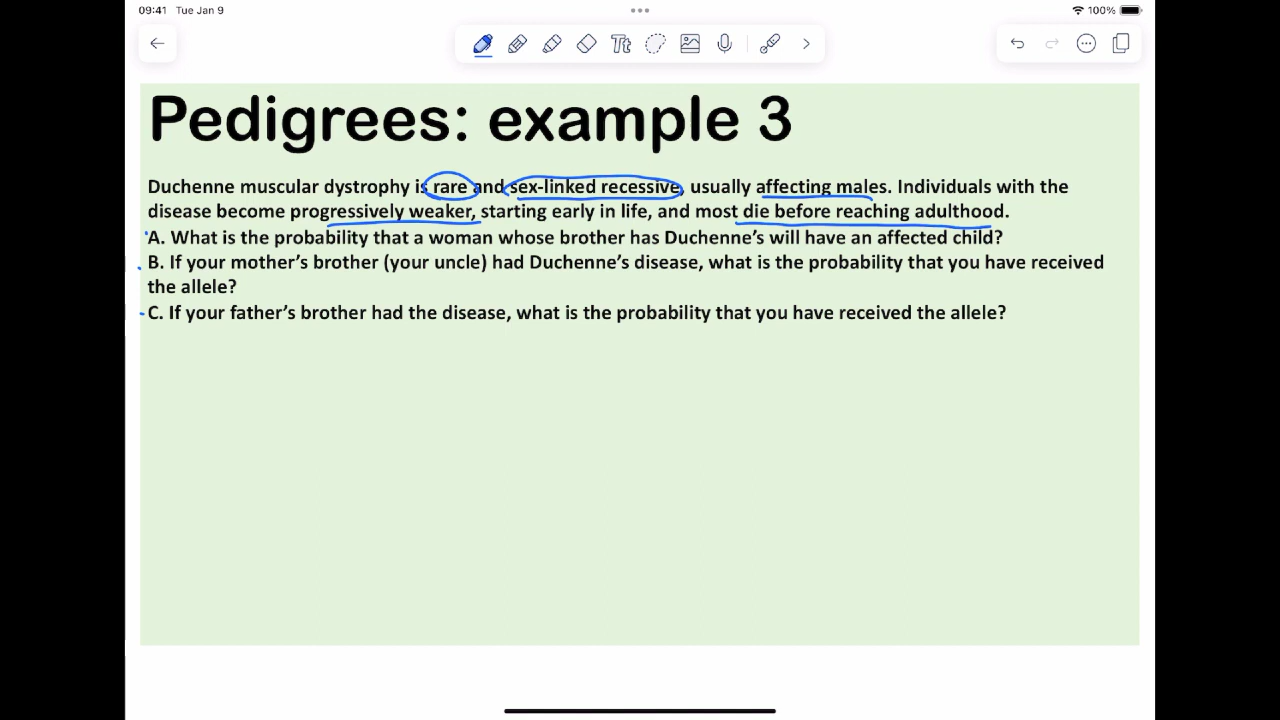 09:41 Tue Jan 9
100%
Tt
Pedigrees: example 3
Duchenne muscular dystrophy is rare and sex-linked recessive, usually affecting males. Individuals with the
disease become progressively weaker, starting early in life, and most die before reaching adulthood.
A. What is the probability that a woman whose brother has Duchenne’s will have an affected child?
B. If your mother’s brother (your uncle) had Duchenne’s disease, what is the probability that you have received
the allele?
C. If your father’s brother had the disease, what is the probability that you have received the allele?